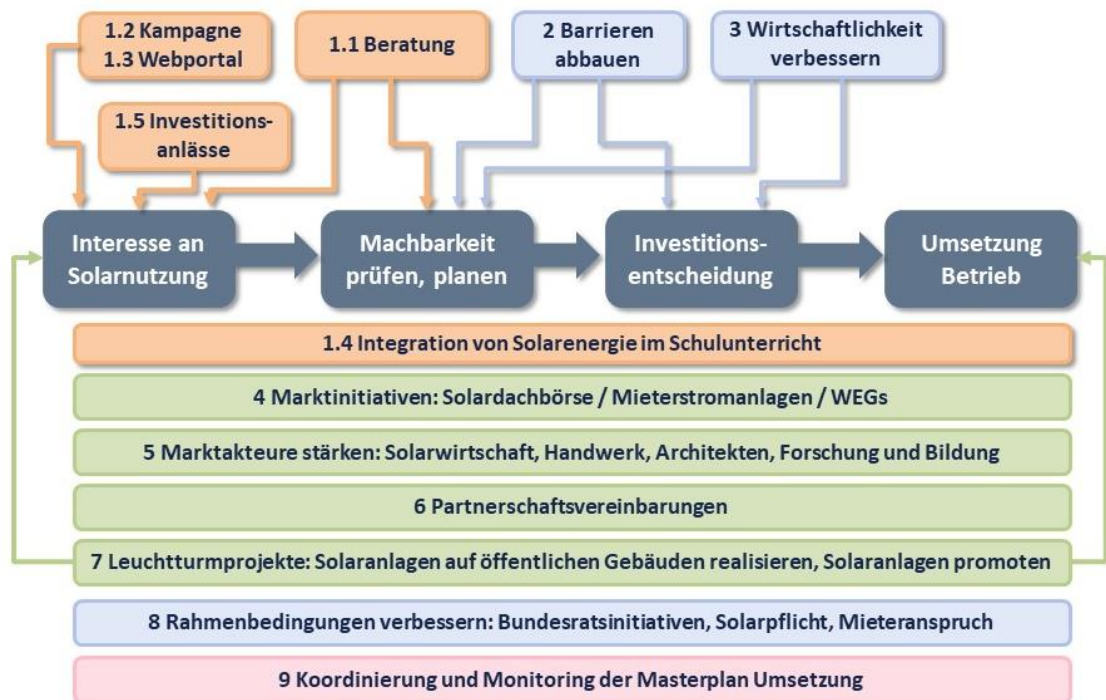 1.2 Kampagne
1.3 Webportal
1.1 Beratung
2 Barrieren
abbauen
3 Wirtschaftlichkeit
verbessern
1.5 Investitions-
anlässe
Interesse an
Solarnutzung
Machbarkeit
prüfen, planen
Investitions-
entscheidung
Umsetzung
Betrieb
1.4 Integration von Solarenergie im Schulunterricht
4 Marktinitiativen: Solardachbörse / Mieterstromanlagen / WEGs
5 Marktakteure stärken: Solarwirtschaft, Handwerk, Architekten, Forschung und Bildung
6 Partnerschaftsvereinbarungen
7 Leuchtturmprojekte: Solaranlagen auf öffentlichen Gebäuden realisieren, Solaranlagen promoten
8 Rahmenbedingungen verbessern: Bundesratsinitiativen, Solarpflicht, Mieteranspruch
9 Koordinierung und Monitoring der Masterplan Umsetzung